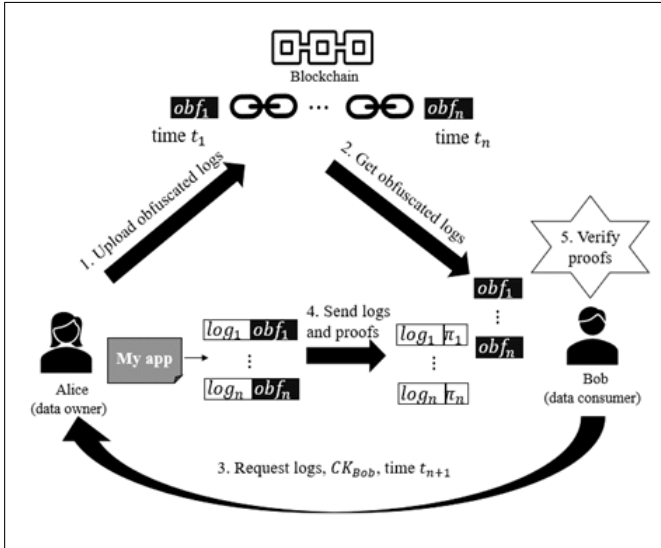 Blockchain
obf₁ ... obfₙ
time t₁ time tₙ
1. Upload obfuscated logs
2. Get obfuscated logs
5. Verify
proofs
obf₁
⋮
obfₙ
My app
log₁ obf₁
⋮
logₙ obfₙ
4. Send logs
and proofs
log₁ π₁
⋮
logₙ πₙ
Alice
(data owner)
Bob
(data consumer)
3. Request logs, CK_Bob, time tₙ₊₁